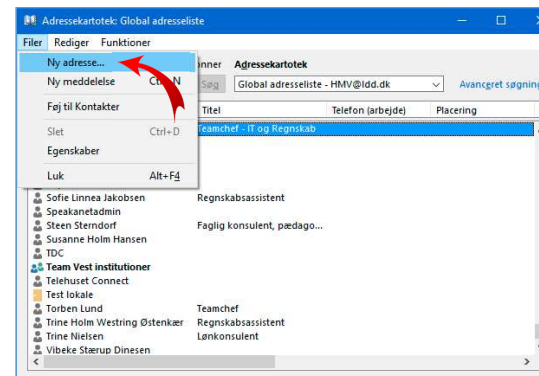 Adressekartotek: Global adresseliste
Filer Rediger Funktioner
Ny adresse...
Adressekartotek
Ny meddelelse
Søg Global adresseliste - HMV@ldd.dk Avanceret søgning
Føj til Kontakter
Titel Telefon (arbejde) Placering
Slet Ctrl+D Teamchef - IT og Regnskab
Egenskaber
Luk Alt+F4
Sofie Linnea Jakobsen Regnskabsassistent
Speakanetadmin
Steen Sterndorf Faglig konsulent, pædago...
Susanne Holm Hansen
TDC
Team Vest institutioner
Telehuset Connect
Test lokale
Torben Lund Teamchef
Trine Holm Westring Østenkær Regnskabsassistent
Trine Nielsen Lønkonsulent
Vibeke Stærup Dinesen